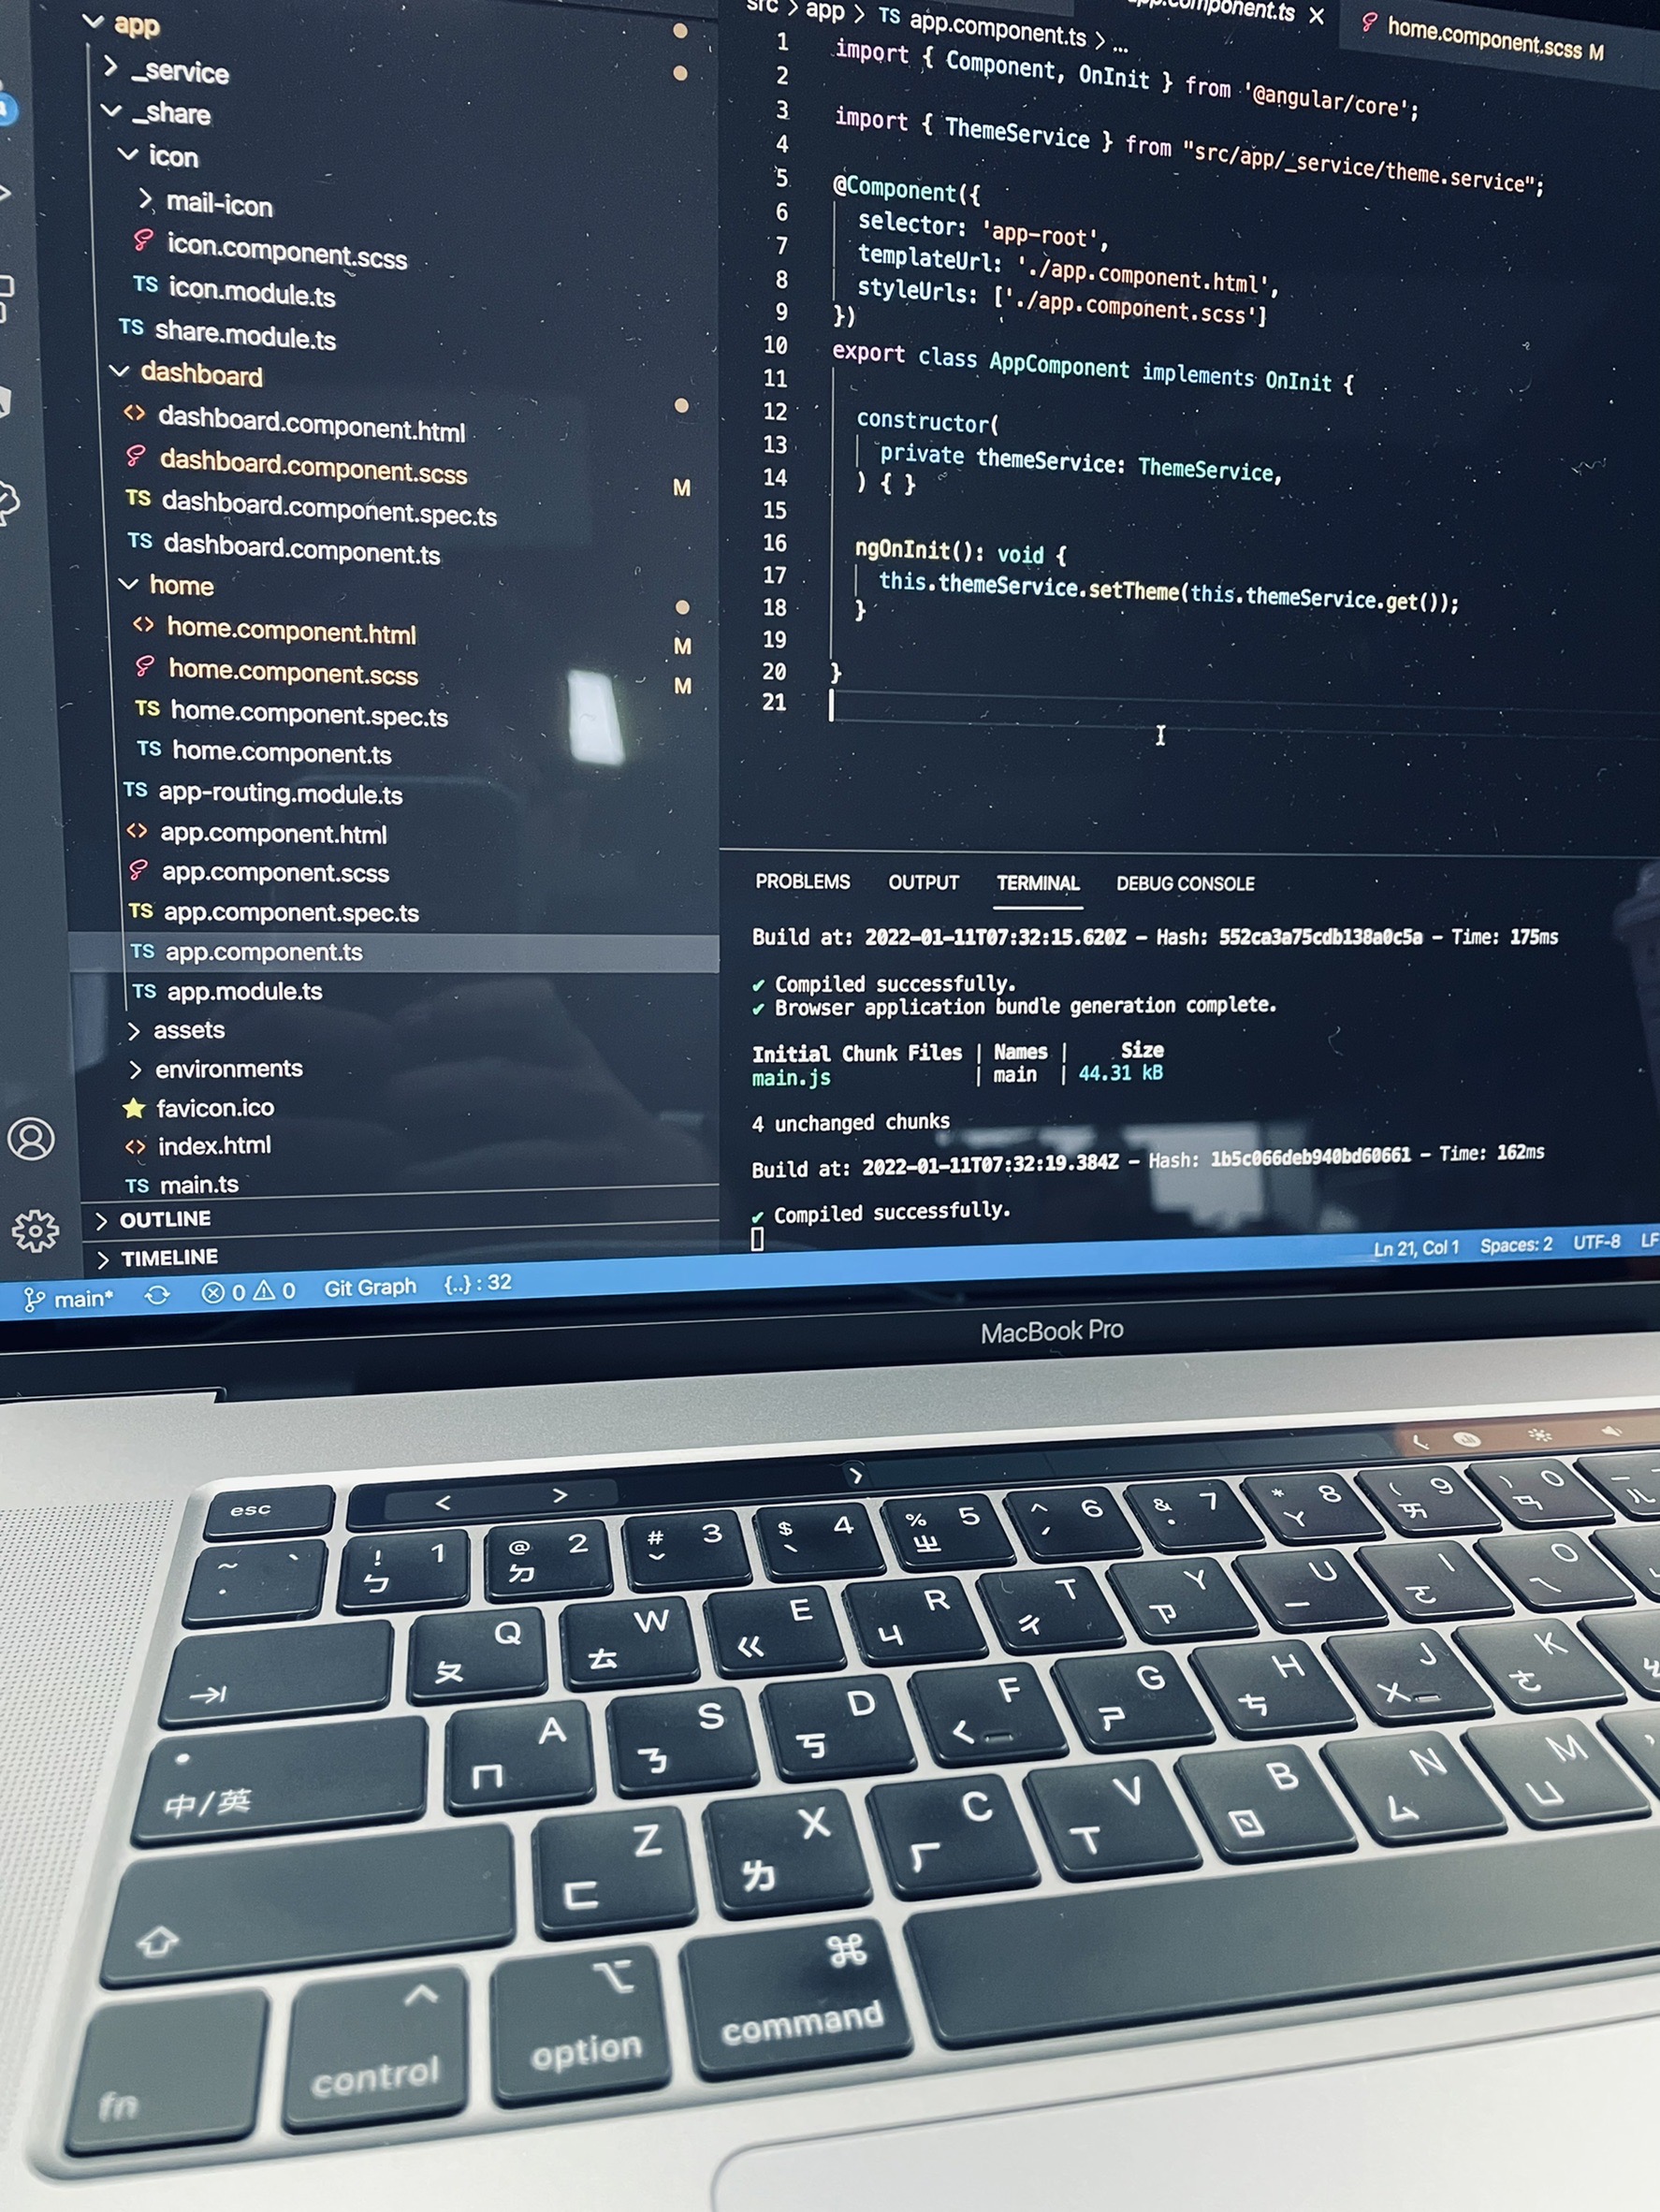 app
_service
_share
icon
mail-icon
icon.component.scss
TS icon.module.ts
TS share.module.ts
dashboard
<> dashboard.component.html
dashboard.component.scss M
TS dashboard.component.spec.ts
TS dashboard.component.ts
home
<> home.component.html M
home.component.scss M
TS home.component.spec.ts
TS home.component.ts
TS app-routing.module.ts
<> app.component.html
app.component.scss
TS app.component.spec.ts
TS app.component.ts
TS app.module.ts
assets
environments
favicon.ico
<> index.html
TS main.ts
OUTLINE
TIMELINE
home.component.scss M
src > app > TS app.component.ts > ...
1 import { Component, OnInit } from '@angular/core';
2
3 import { ThemeService } from "src/app/_service/theme.service";
4
5 @Component({
6 selector: 'app-root',
7 templateUrl: './app.component.html',
8 styleUrls: ['./app.component.scss']
9 })
10 export class AppComponent implements OnInit {
11
12 constructor(
13 private themeService: ThemeService,
14 ) { }
15
16 ngOnInit(): void {
17 this.themeService.setTheme(this.themeService.get());
18 }
19
20 }
21
PROBLEMS OUTPUT TERMINAL DEBUG CONSOLE
Build at: 2022-01-11T07:32:15.620Z - Hash: 552ca3a75cdb138a0c5a - Time: 175ms
✔ Compiled successfully.
✔ Browser application bundle generation complete.
Initial Chunk Files | Names | Size
main.js | main | 44.31 kB
4 unchanged chunks
Build at: 2022-01-11T07:32:19.384Z - Hash: 1b5c066deb940bd60661 - Time: 162ms
✔ Compiled successfully.
main* 0 0 Git Graph {..} : 32 Ln 21, Col 1 Spaces: 2 UTF-8 LF
MacBook Pro
esc < > >
~ ` ! 1 ㄅ @ 2 ㄉ # 3 ˇ $ 4 ˋ % 5 ㄓ ^ 6 ˊ & 7 ˙ * 8 ㄚ ( 9 ㄞ ) 0 ㄢ ㄦ
Q ㄆ W ㄊ E ㄍ R ㄐ T ㄔ Y ㄗ U ㄧ I ㄛ O ㄟ
中/英 A ㄇ S ㄋ D ㄎ F ㄑ G ㄕ H ㄘ J ㄨ K ㄜ
Z ㄈ X ㄌ C ㄏ V ㄒ B ㄖ N ㄙ M ㄩ
fn control option ⌘ command